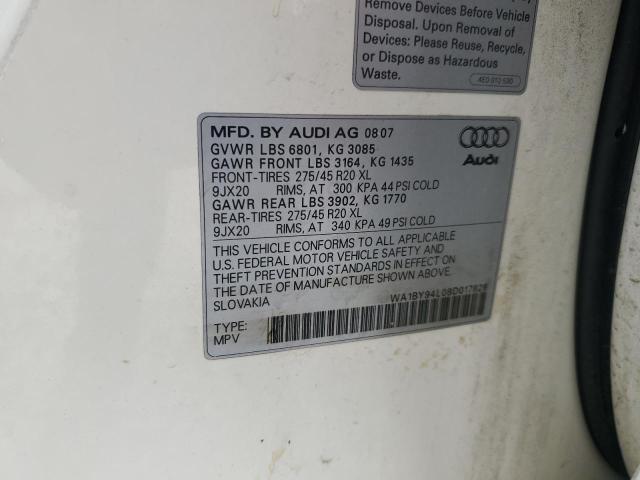 Remove Devices Before Vehicle
Disposal. Upon Removal of
Devices: Please Reuse, Recycle,
or Dispose as Hazardous
Waste.
4E0 010 530
MFD. BY AUDI AG 08 07
GVWR LBS 6801, KG 3085
GAWR FRONT LBS 3164, KG 1435
FRONT-TIRES 275/45 R20 XL
9JX20 RIMS, AT 300 KPA 44 PSI COLD
GAWR REAR LBS 3902, KG 1770
REAR-TIRES 275/45 R20 XL
9JX20 RIMS, AT 340 KPA 49 PSI COLD
Audi
THIS VEHICLE CONFORMS TO ALL APPLICABLE
U.S. FEDERAL MOTOR VEHICLE SAFETY AND
THEFT PREVENTION STANDARDS IN EFFECT ON
THE DATE OF MANUFACTURE SHOWN ABOVE.
SLOVAKIA
WA1BY94L08D017626
TYPE:
MPV